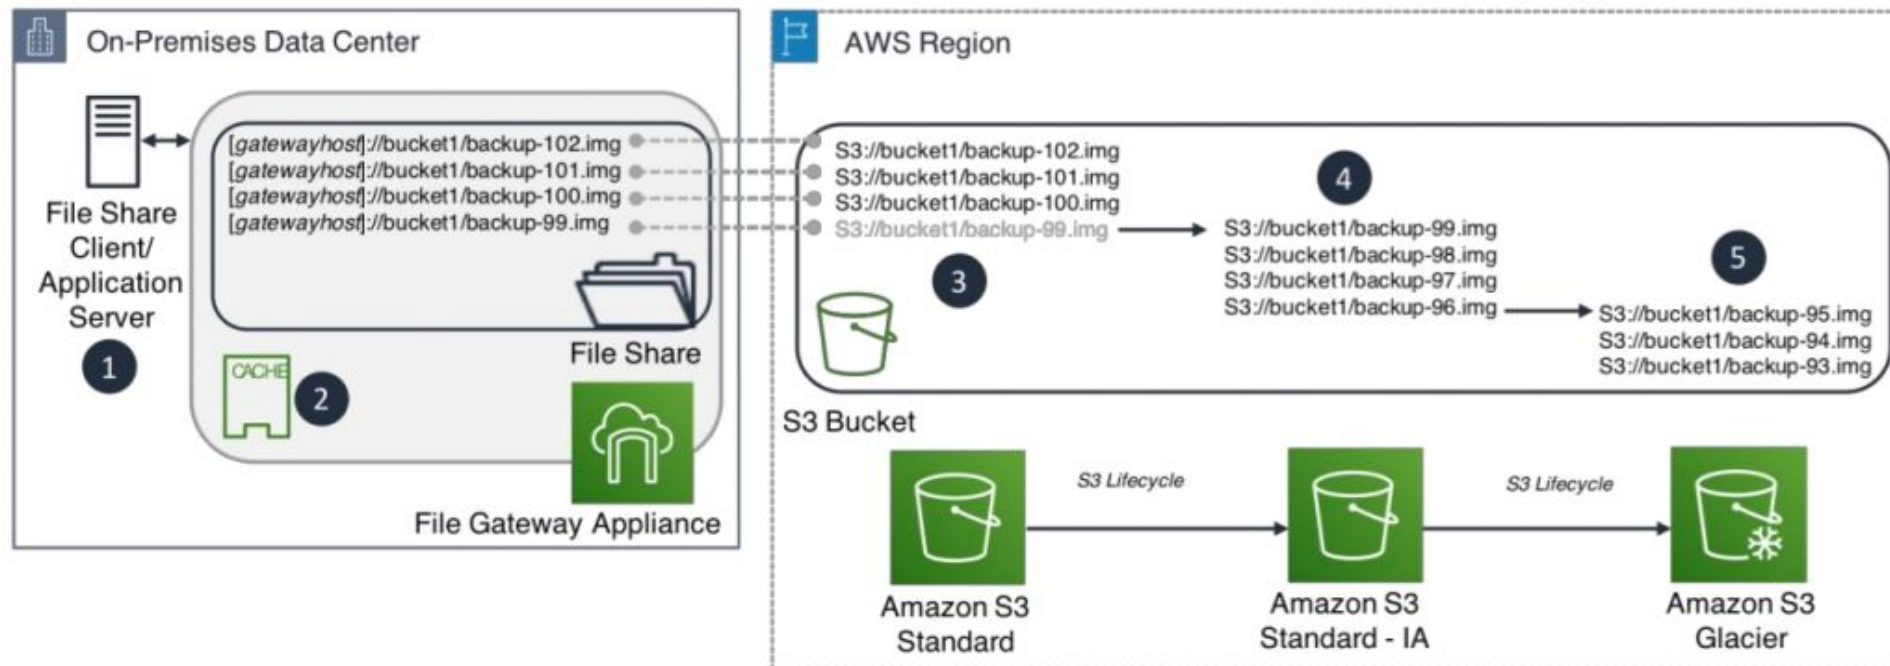 On-Premises Data Center
File Share
Client/
Application
Server
1
[gatewayhost]://bucket1/backup-102.img
[gatewayhost]://bucket1/backup-101.img
[gatewayhost]://bucket1/backup-100.img
[gatewayhost]://bucket1/backup-99.img
File Share
CACHE
2
File Gateway Appliance
AWS Region
S3://bucket1/backup-102.img
S3://bucket1/backup-101.img
S3://bucket1/backup-100.img
S3://bucket1/backup-99.img
3
4
S3://bucket1/backup-99.img
S3://bucket1/backup-98.img
S3://bucket1/backup-97.img
S3://bucket1/backup-96.img
5
S3://bucket1/backup-95.img
S3://bucket1/backup-94.img
S3://bucket1/backup-93.img
S3 Bucket
S3 Lifecycle
S3 Lifecycle
Amazon S3
Standard
Amazon S3
Standard - IA
Amazon S3
Glacier